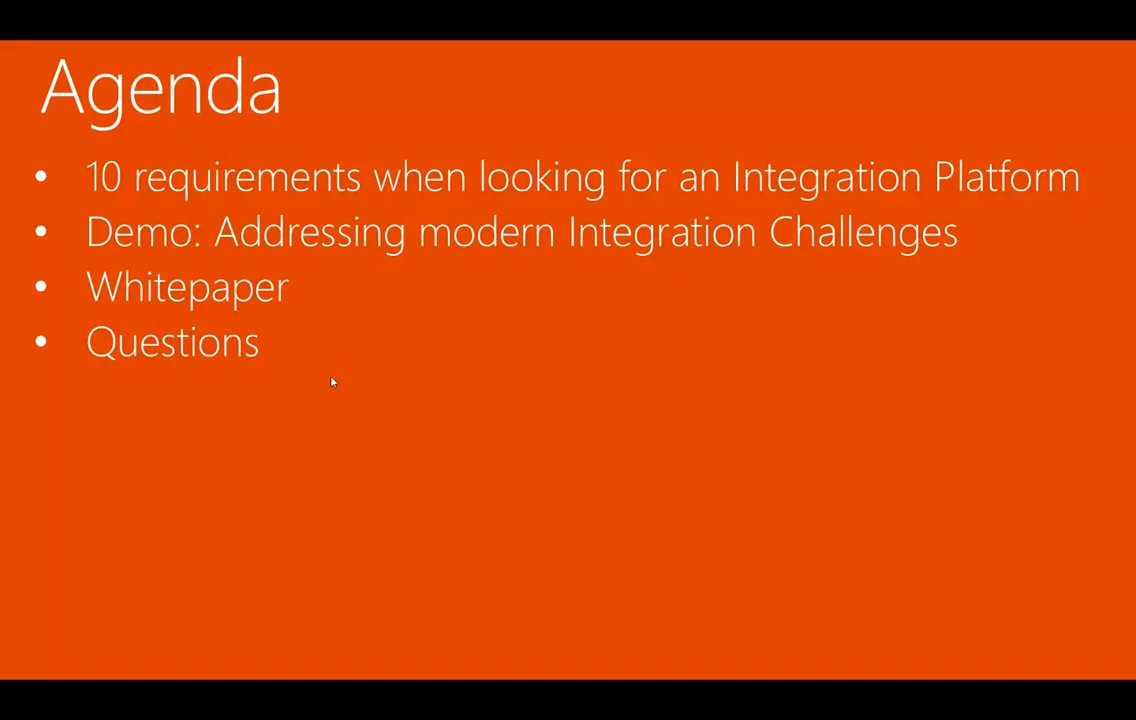 Agenda
• 10 requirements when looking for an Integration Platform
• Demo: Addressing modern Integration Challenges
• Whitepaper
• Questions